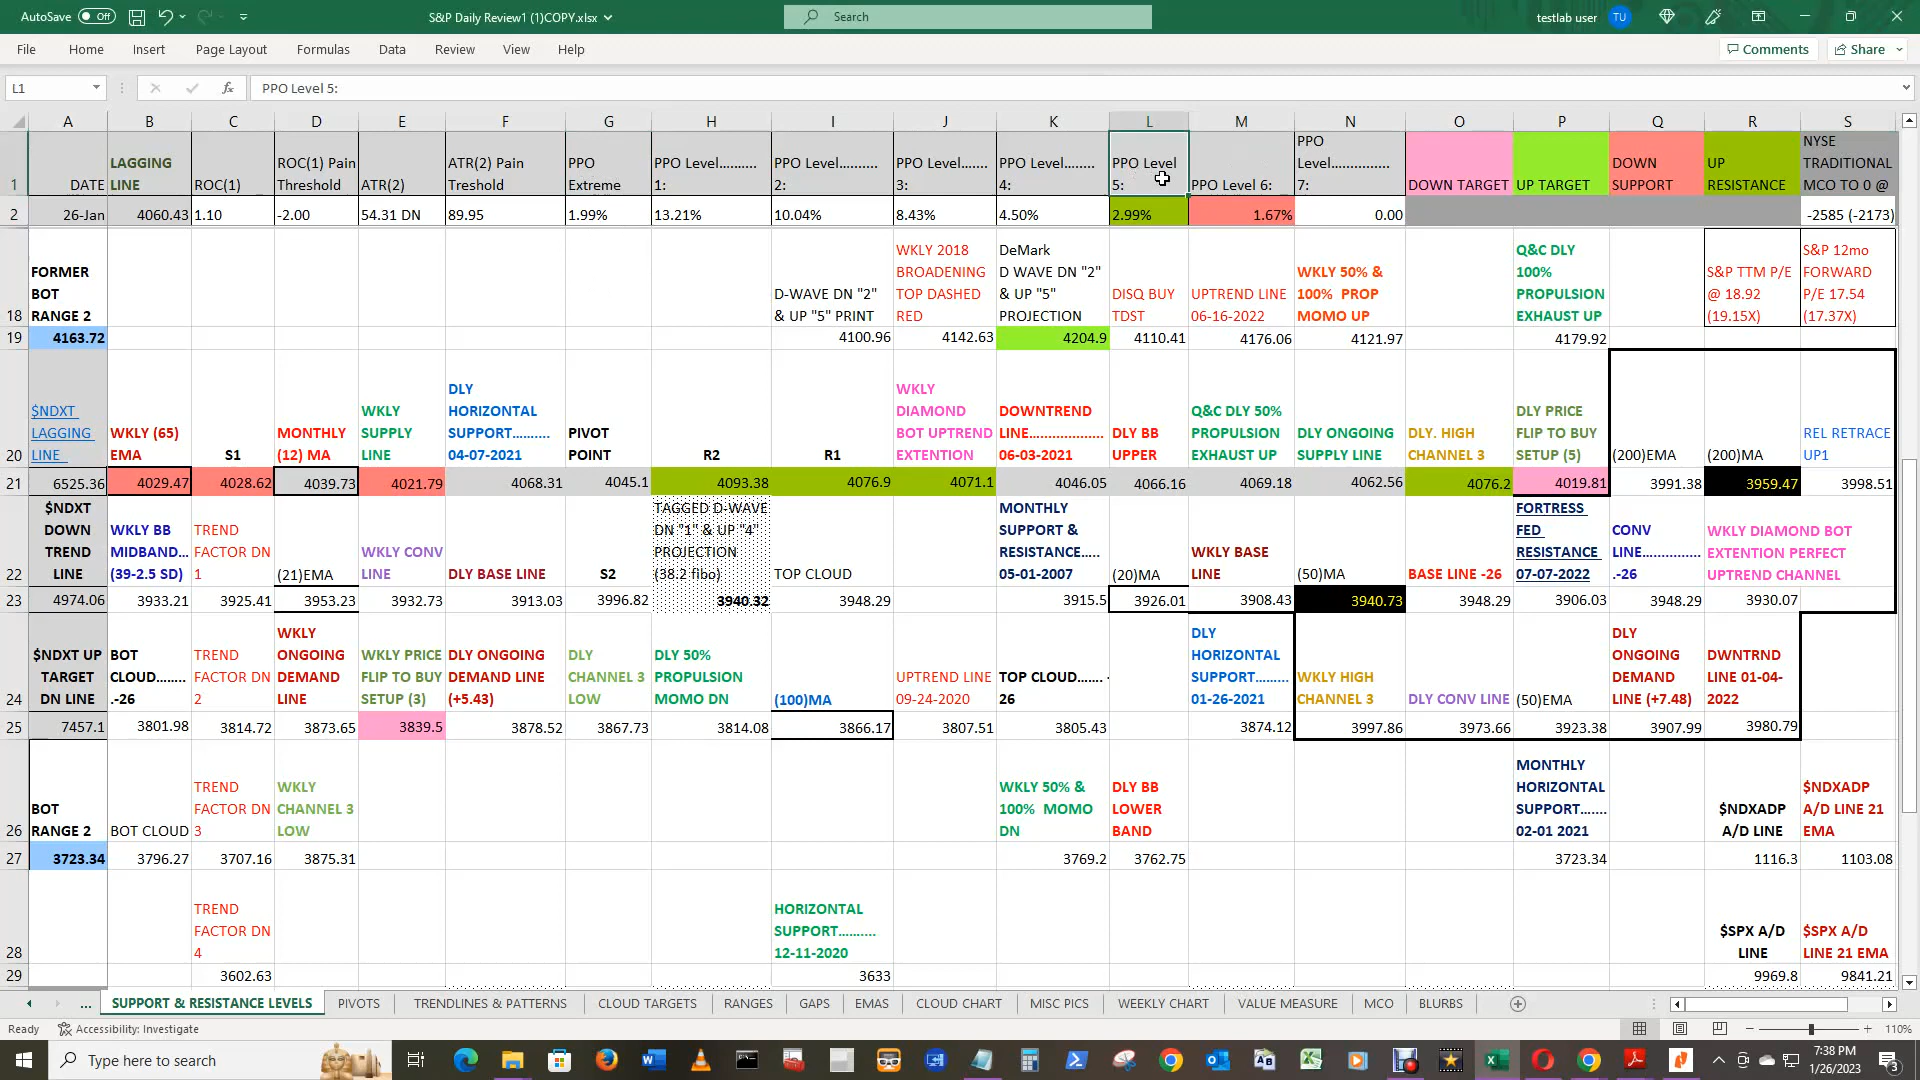 AutoSave Off S&P Daily Review1 (1)COPY.xlsx Search testlab user TU
File Home Insert Page Layout Formulas Data Review View Help Comments Share
L1 fx PPO Level 5:
A B C D E F G H I J K L M N O P Q R S
1 DATE
LAGGING
LINE
ROC(1)
ROC(1) Pain
Threshold
ATR(2)
ATR(2) Pain
Treshold
PPO
Extreme
PPO Level..........
1:
PPO Level..........
2:
PPO Level.......
3:
PPO Level........
4:
PPO Level
5:
PPO Level 6:
PPO
Level...............
7:
DOWN TARGET
UP TARGET
DOWN
SUPPORT
UP
RESISTANCE
NYSE
TRADITIONAL
MCO TO 0 @
2 26-Jan 4060.43 1.10 -2.00 54.31 DN 89.95 1.99% 13.21% 10.04% 8.43% 4.50% 2.99% 1.67% 0.00 -2585 (-2173)
18
FORMER
BOT
RANGE 2
D-WAVE DN "2"
& UP "5" PRINT
WKLY 2018
BROADENING
TOP DASHED
RED
DeMark
D WAVE DN "2"
& UP "5"
PROJECTION
DISQ BUY
TDST
UPTREND LINE
06-16-2022
WKLY 50% &
100%  PROP
MOMO UP
Q&C DLY
100%
PROPULSION
EXHAUST UP
S&P TTM P/E
@ 18.92
(19.15X)
S&P 12mo
FORWARD
P/E 17.54
(17.37X)
19 4163.72 4100.96 4142.63 4204.9 4110.41 4176.06 4121.97 4179.92
20
$NDXT
LAGGING
LINE
WKLY (65)
EMA
S1
MONTHLY
(12) MA
WKLY
SUPPLY
LINE
DLY
HORIZONTAL
SUPPORT..........
04-07-2021
PIVOT
POINT
R2
R1
WKLY
DIAMOND
BOT UPTREND
EXTENTION
DOWNTREND
LINE...................
06-03-2021
DLY BB
UPPER
Q&C DLY 50%
PROPULSION
EXHAUST UP
DLY ONGOING
SUPPLY LINE
DLY. HIGH
CHANNEL 3
DLY PRICE
FLIP TO BUY
SETUP (5)
(200)EMA
(200)MA
REL RETRACE
UP1
21 6525.36 4029.47 4028.62 4039.73 4021.79 4068.31 4045.1 4093.38 4076.9 4071.1 4046.05 4066.16 4069.18 4062.56 4076.2 4019.81 3991.38 3959.47 3998.51
22
$NDXT
DOWN
TREND
LINE
WKLY BB
MIDBAND...
(39-2.5 SD)
TREND
FACTOR DN
1
(21)EMA
WKLY CONV
LINE
DLY BASE LINE
S2
TAGGED D-WAVE
DN "1" & UP "4"
PROJECTION
(38.2 fibo)
TOP CLOUD
MONTHLY
SUPPORT &
RESISTANCE.....
05-01-2007
(20)MA
WKLY BASE
LINE
(50)MA
BASE LINE -26
FORTRESS
FED
RESISTANCE
07-07-2022
CONV
LINE..............
.-26
WKLY DIAMOND BOT
EXTENTION PERFECT
UPTREND CHANNEL
23 4974.06 3933.21 3925.41 3953.23 3932.73 3913.03 3996.82 3940.32 3948.29 3915.5 3926.01 3908.43 3940.73 3948.29 3906.03 3948.29 3930.07
24
$NDXT UP
TARGET
DN LINE
BOT
CLOUD........
.-26
TREND
FACTOR DN
2
WKLY
ONGOING
DEMAND
LINE
WKLY PRICE
FLIP TO BUY
SETUP (3)
DLY ONGOING
DEMAND LINE
(+5.43)
DLY
CHANNEL 3
LOW
DLY 50%
PROPULSION
MOMO DN
(100)MA
UPTREND LINE
09-24-2020
TOP CLOUD...... -
26
DLY
HORIZONTAL
SUPPORT.........
01-26-2021
WKLY HIGH
CHANNEL 3
DLY CONV LINE
(50)EMA
DLY
ONGOING
DEMAND
LINE (+7.48)
DWNTRND
LINE 01-04-
2022
25 7457.1 3801.98 3814.72 3873.65 3839.5 3878.52 3867.73 3814.08 3866.17 3807.51 3805.43 3874.12 3997.86 3973.66 3923.38 3907.99 3980.79
26
BOT
RANGE 2
BOT CLOUD
TREND
FACTOR DN
3
WKLY
CHANNEL 3
LOW
WKLY 50% &
100%  MOMO
DN
DLY BB
LOWER
BAND
MONTHLY
HORIZONTAL
SUPPORT.......
02-01 2021
$NDXADP
A/D LINE
$NDXADP
A/D LINE 21
EMA
27 3723.34 3796.27 3707.16 3875.31 3769.2 3762.75 3723.34 1116.3 1103.08
28
TREND
FACTOR DN
4
HORIZONTAL
SUPPORT..........
12-11-2020
$SPX A/D
LINE
$SPX A/D
LINE 21 EMA
29 3602.63 3633 9969.8 9841.21
... SUPPORT & RESISTANCE LEVELS PIVOTS TRENDLINES & PATTERNS CLOUD TARGETS RANGES GAPS EMAS CLOUD CHART MISC PICS WEEKLY CHART VALUE MEASURE MCO BLURBS
Ready Accessibility: Investigate 110%
Type here to search 7:38 PM
1/26/2023 3